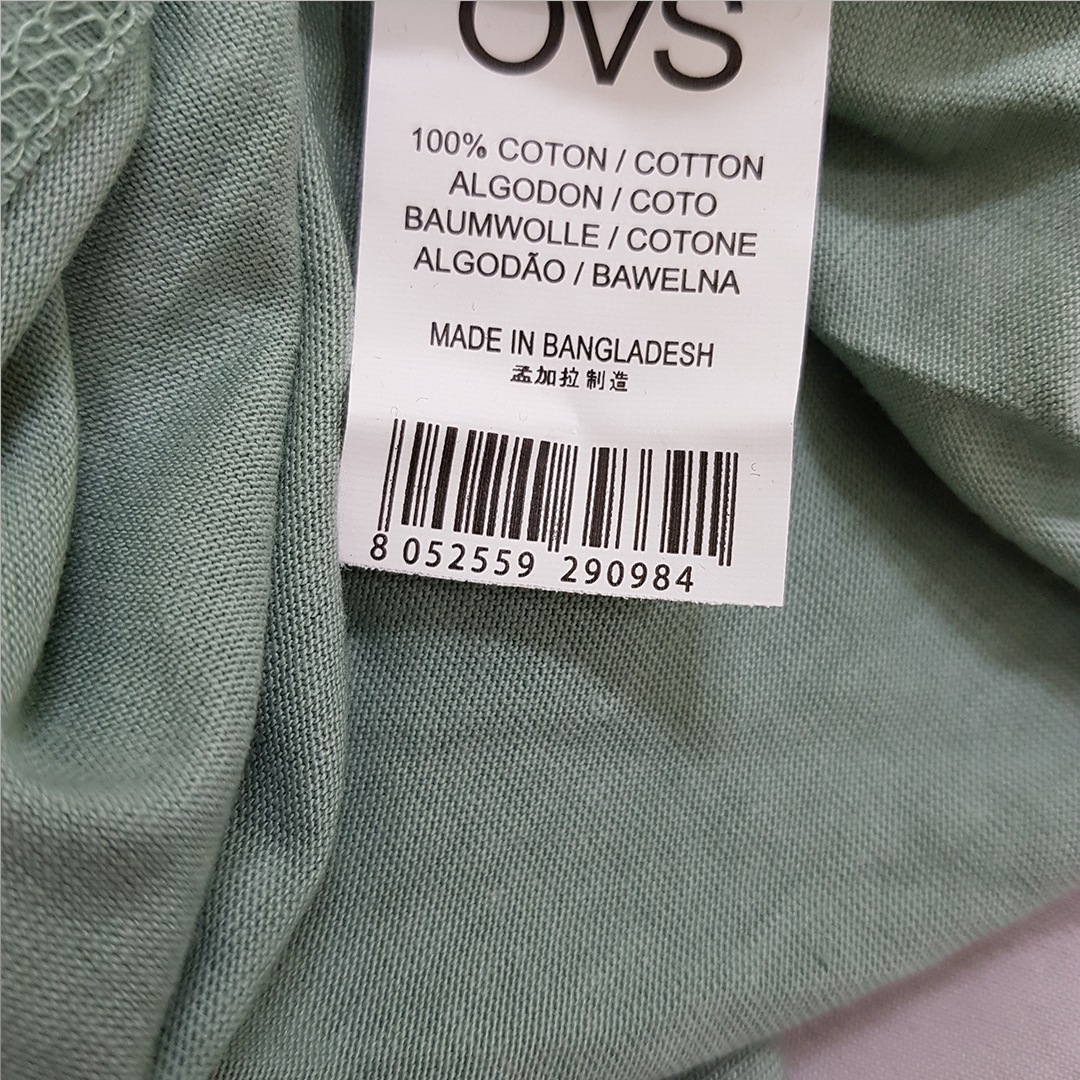 OVS
100% COTON / COTTON
ALGODON / COTO
BAUMWOLLE / COTONE
ALGODÃO / BAWELNA
MADE IN BANGLADESH
孟加拉制造
8 052559 290984